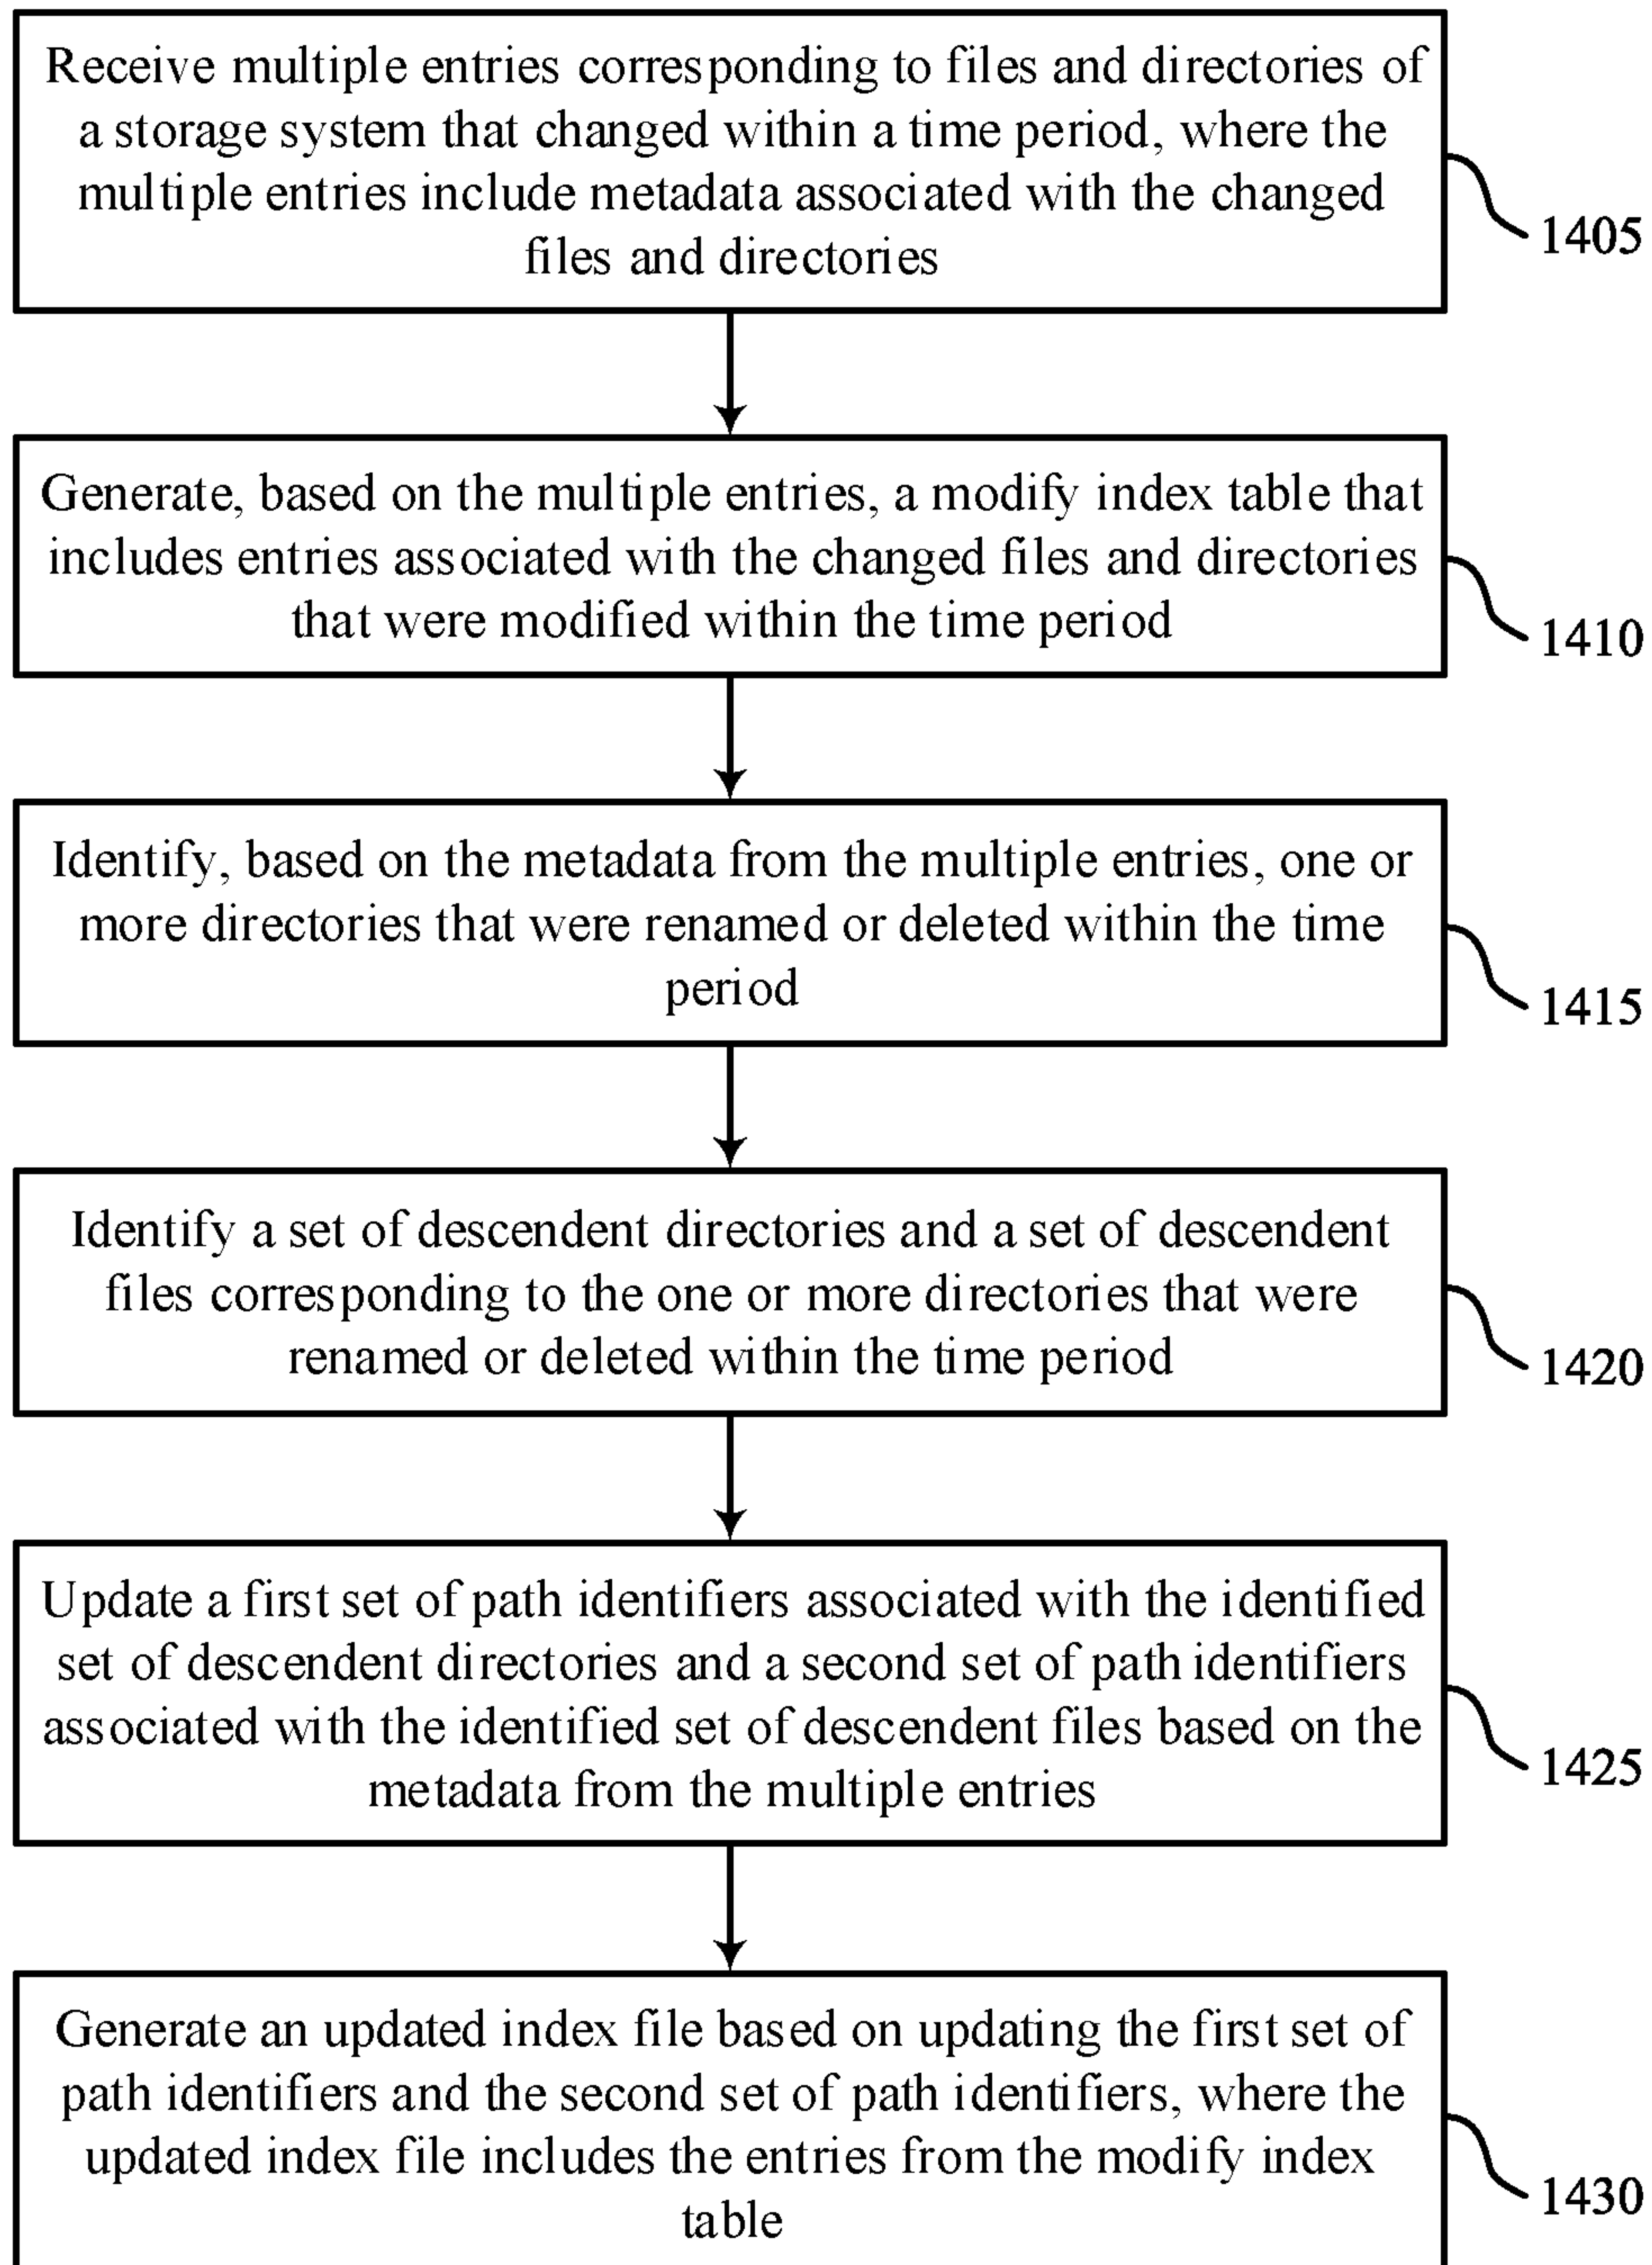 Receive multiple entries corresponding to files and directories of
a storage system that changed within a time period, where the
multiple entries include metadata associated with the changed
files and directories
1405
Generate, based on the multiple entries, a modify index table that
includes entries associated with the changed files and directories
that were modified within the time period
1410
Identify, based on the metadata from the multiple entries, one or
more directories that were renamed or deleted within the time
period
1415
Identify a set of descendent directories and a set of descendent
files corresponding to the one or more directories that were
renamed or deleted within the time period
1420
Update a first set of path identifiers associated with the identified
set of descendent directories and a second set of path identifiers
associated with the identified set of descendent files based on the
metadata from the multiple entries
1425
Generate an updated index file based on updating the first set of
path identifiers and the second set of path identifiers, where the
updated index file includes the entries from the modify index
table
1430